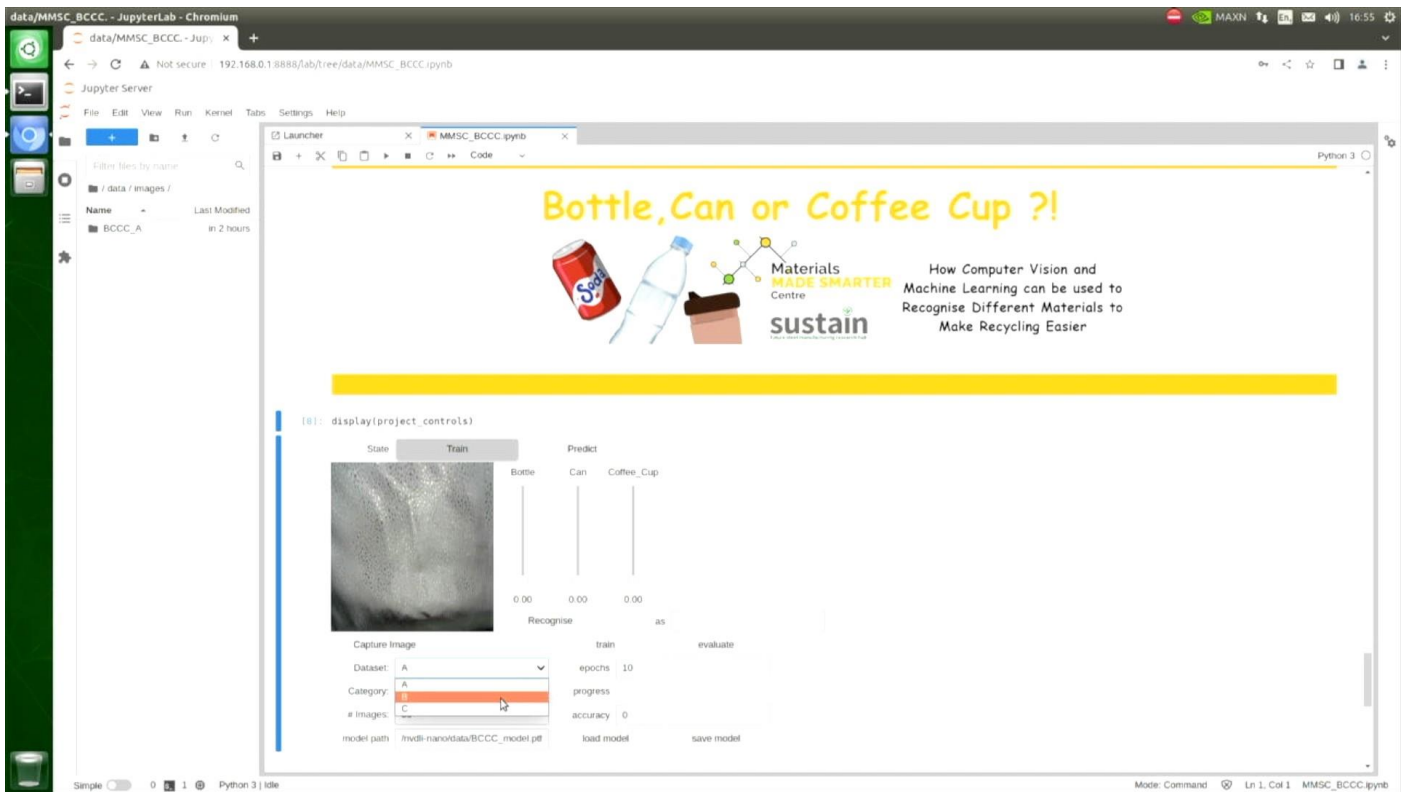 data/MMSC_BCCC. - JupyterLab - Chromium
MAXN
En
16:55
data/MMSC_BCCC. - Jup
Not secure
192.168.0.1:8888/lab/tree/data/MMSC_BCCC.ipynb
Jupyter Server
File Edit View Run Kernel Tabs Settings Help
Launcher
MMSC_BCCC.ipynb
Code
Python 3
Filter files by name
/ data / images /
Name
Last Modified
BCCC_A
in 2 hours
Bottle,Can or Coffee Cup ?!
Soda
Materials
MADE SMARTER
Centre
sustain
How Computer Vision and
Machine Learning can be used to
Recognise Different Materials to
Make Recycling Easier
display(project_controls)
State Train Predict
Bottle Can Coffee_Cup
0.00 0.00 0.00
Recognise as
Capture Image train evaluate
Dataset: A epochs 10
A
Category: B progress
C
# Images: accuracy 0
model path /nvdli-nano/data/BCCC_model.pt load model save model
Simple 0 1 Python 3 | Idle
Mode: Command Ln 1, Col 1 MMSC_BCCC.ipynb